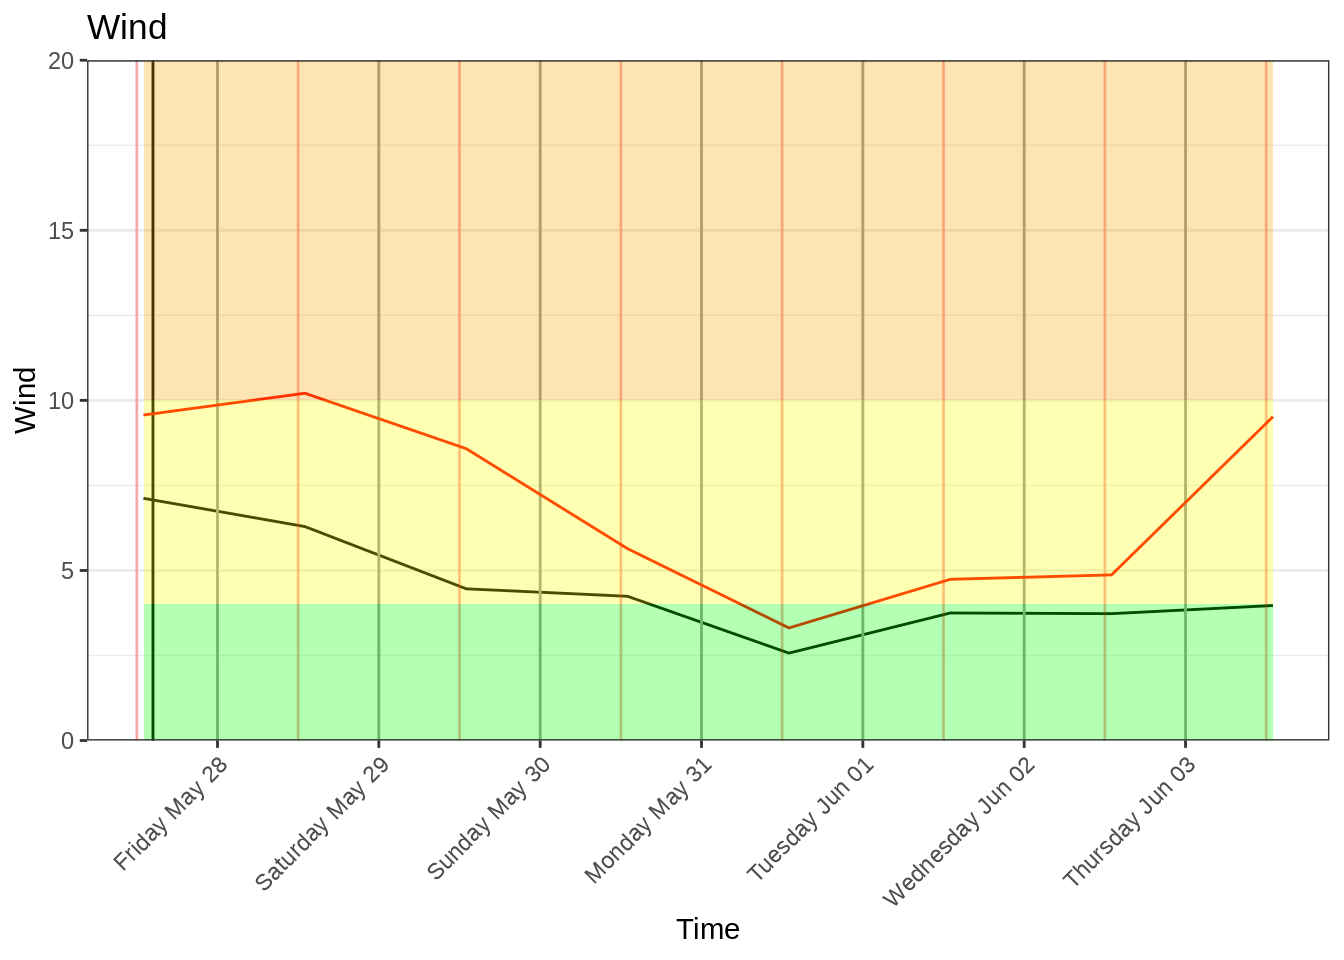 Wind
20
15
10
5
0
Wind
Friday May 28
Saturday May 29
Sunday May 30
Monday May 31
Tuesday Jun 01
Wednesday Jun 02
Thursday Jun 03
Time